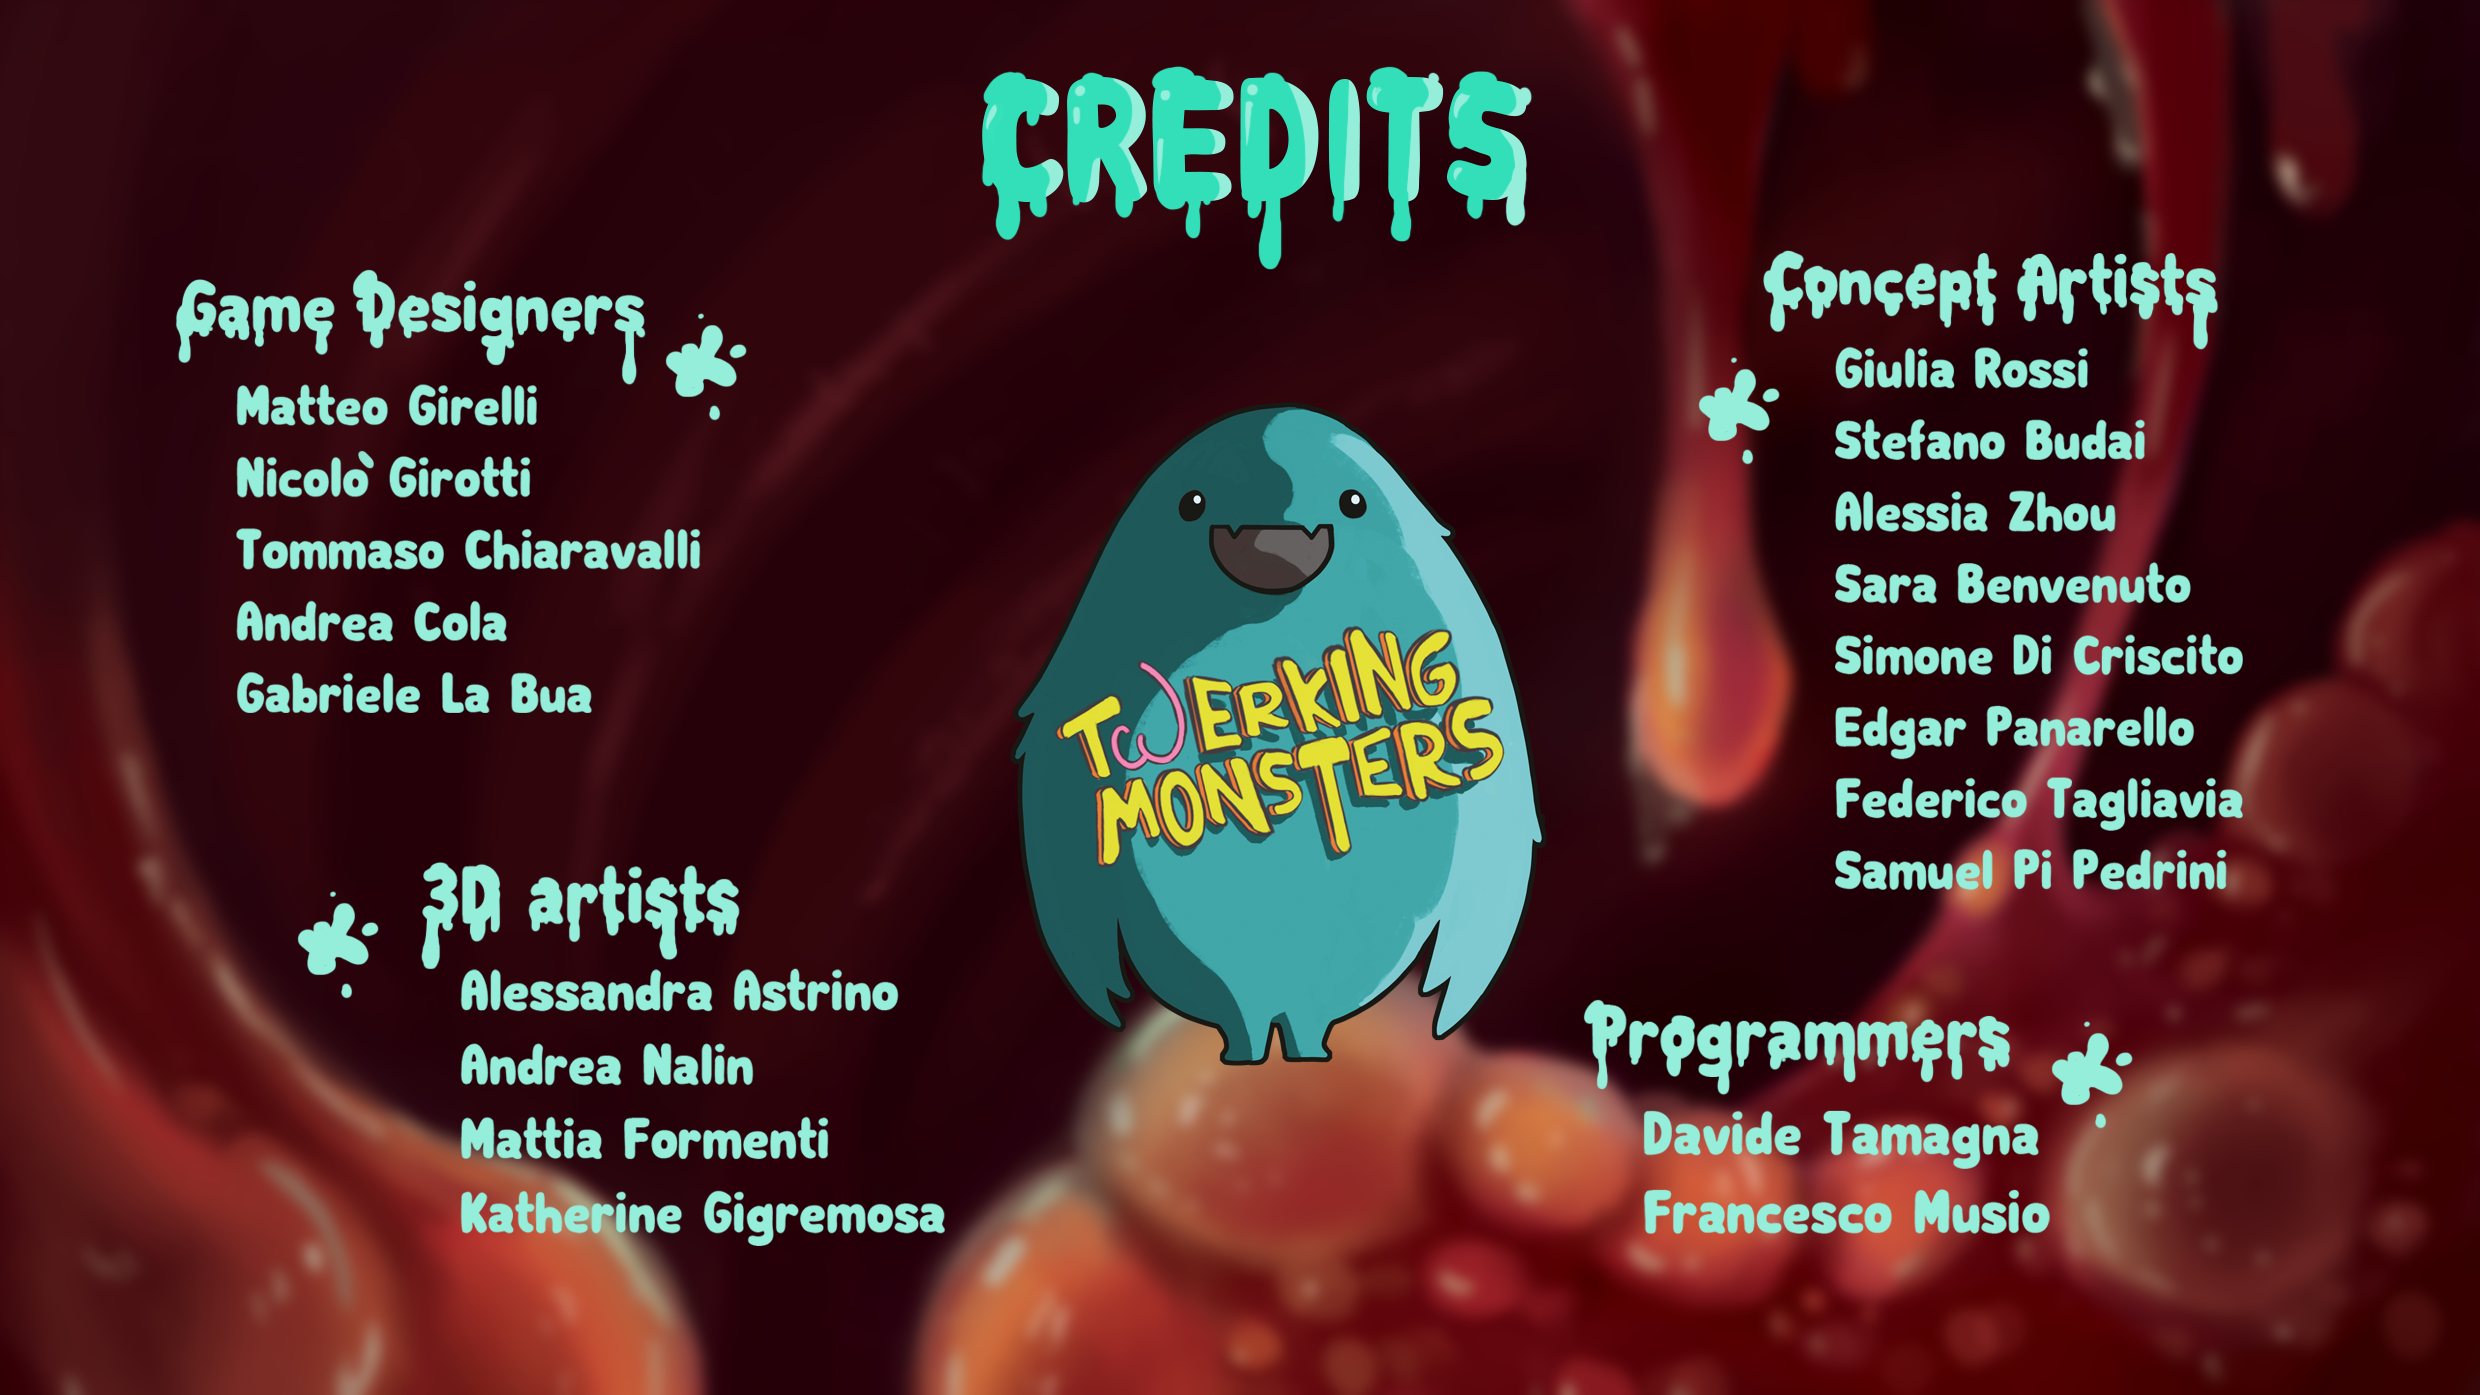 CREDITS
Game Designers
Matteo Girelli
Nicolò Girotti
Tommaso Chiaravalli
Andrea Cola
Gabriele La Bua
3D artists
Alessandra Astrino
Andrea Nalin
Mattia Formenti
Katherine Gigremosa
TWERKING
MONSTERS
Concept Artists
Giulia Rossi
Stefano Budai
Alessia Zhou
Sara Benvenuto
Simone Di Criscito
Edgar Panarello
Federico Tagliavia
Samuel Pi Pedrini
Programmers
Davide Tamagna
Francesco Musio